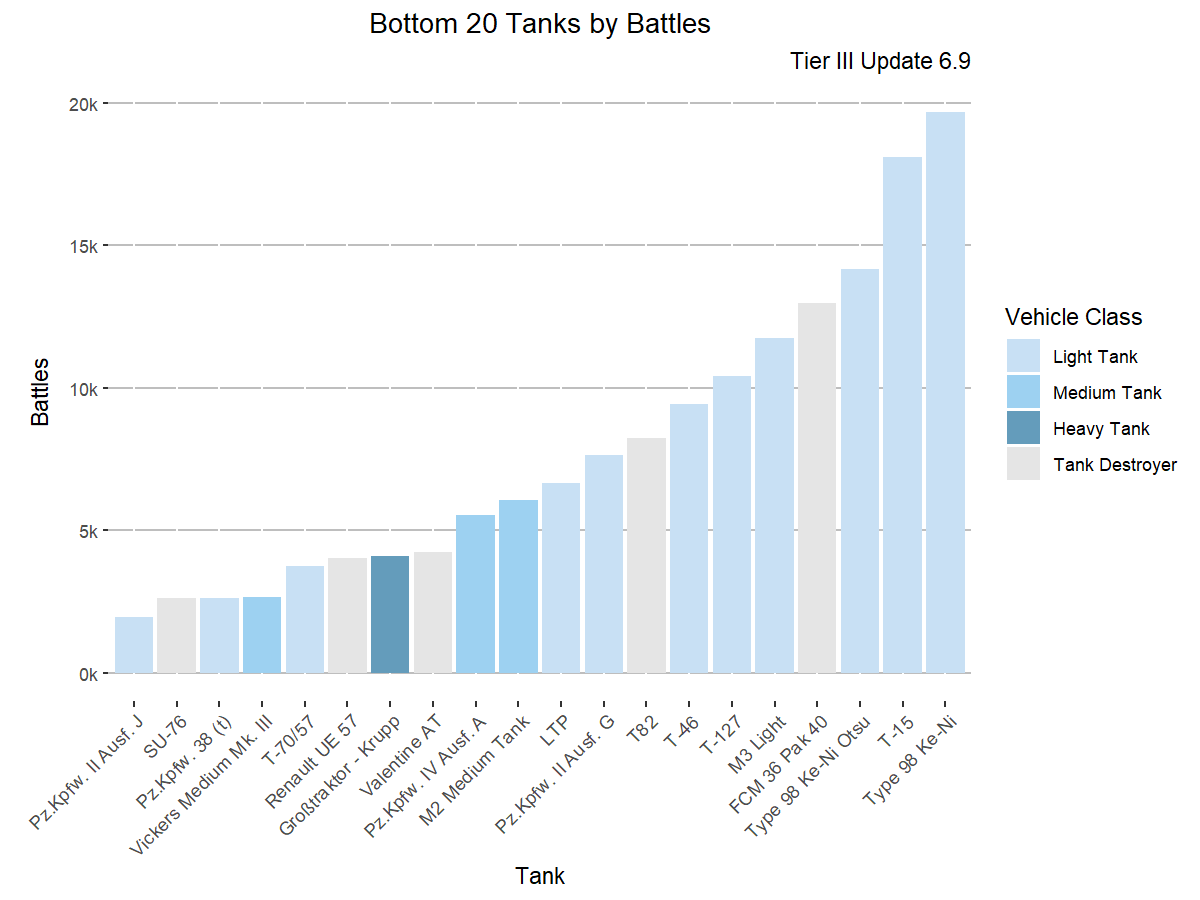 Bottom 20 Tanks by Battles
Tier III Update 6.9
Battles
20k
15k
10k
5k
0k
Pz.Kpfw. II Ausf. J
SU-76
Pz.Kpfw. 38 (t)
Vickers Medium Mk. III
T-70/57
Renault UE 57
Großtraktor - Krupp
Valentine AT
Pz.Kpfw. IV Ausf. A
M2 Medium Tank
LTP
Pz.Kpfw. II Ausf. G
T82
T-46
T-127
M3 Light
FCM 36 Pak 40
Type 98 Ke-Ni Otsu
T-15
Type 98 Ke-Ni
Tank
Vehicle Class
Light Tank
Medium Tank
Heavy Tank
Tank Destroyer